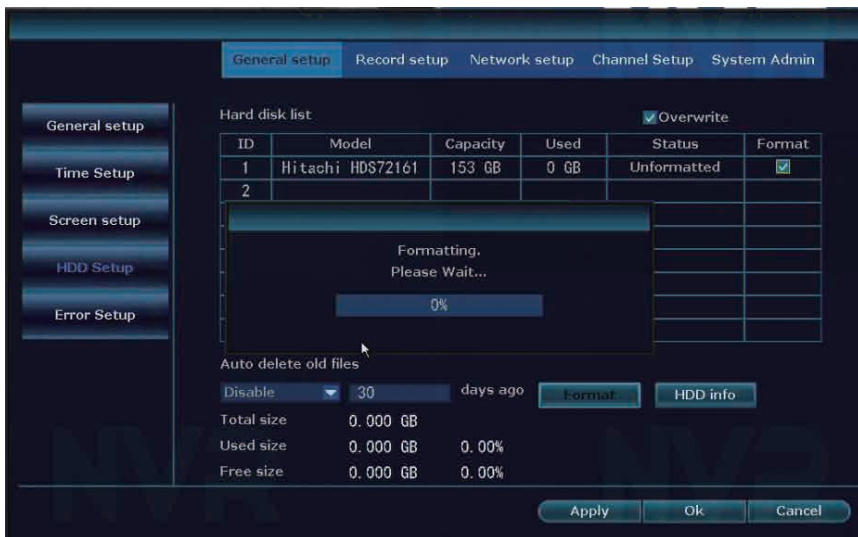 General setup Record setup Network setup Channel Setup System Admin
General setup
Time Setup
Screen setup
HDD Setup
Error Setup
Hard disk list Overwrite
ID Model Capacity Used Status Format
1 Hitachi HDS72161 153 GB 0 GB Unformatted
2
Formatting.
Please Wait...
0%
Auto delete old files
Disable 30 days ago Format HDD info
Total size 0.000 GB
Used size 0.000 GB 0.00%
Free size 0.000 GB 0.00%
NVR NVR
Apply Ok Cancel